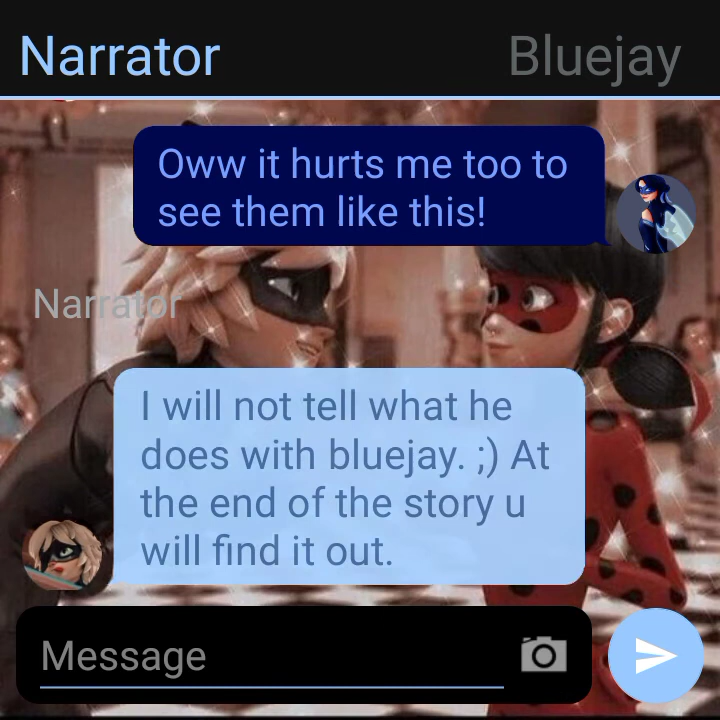 Narrator Bluejay
Oww it hurts me too to
see them like this!
Narrator
I will not tell what he
does with bluejay. ;) At
the end of the story u
will find it out.
Message